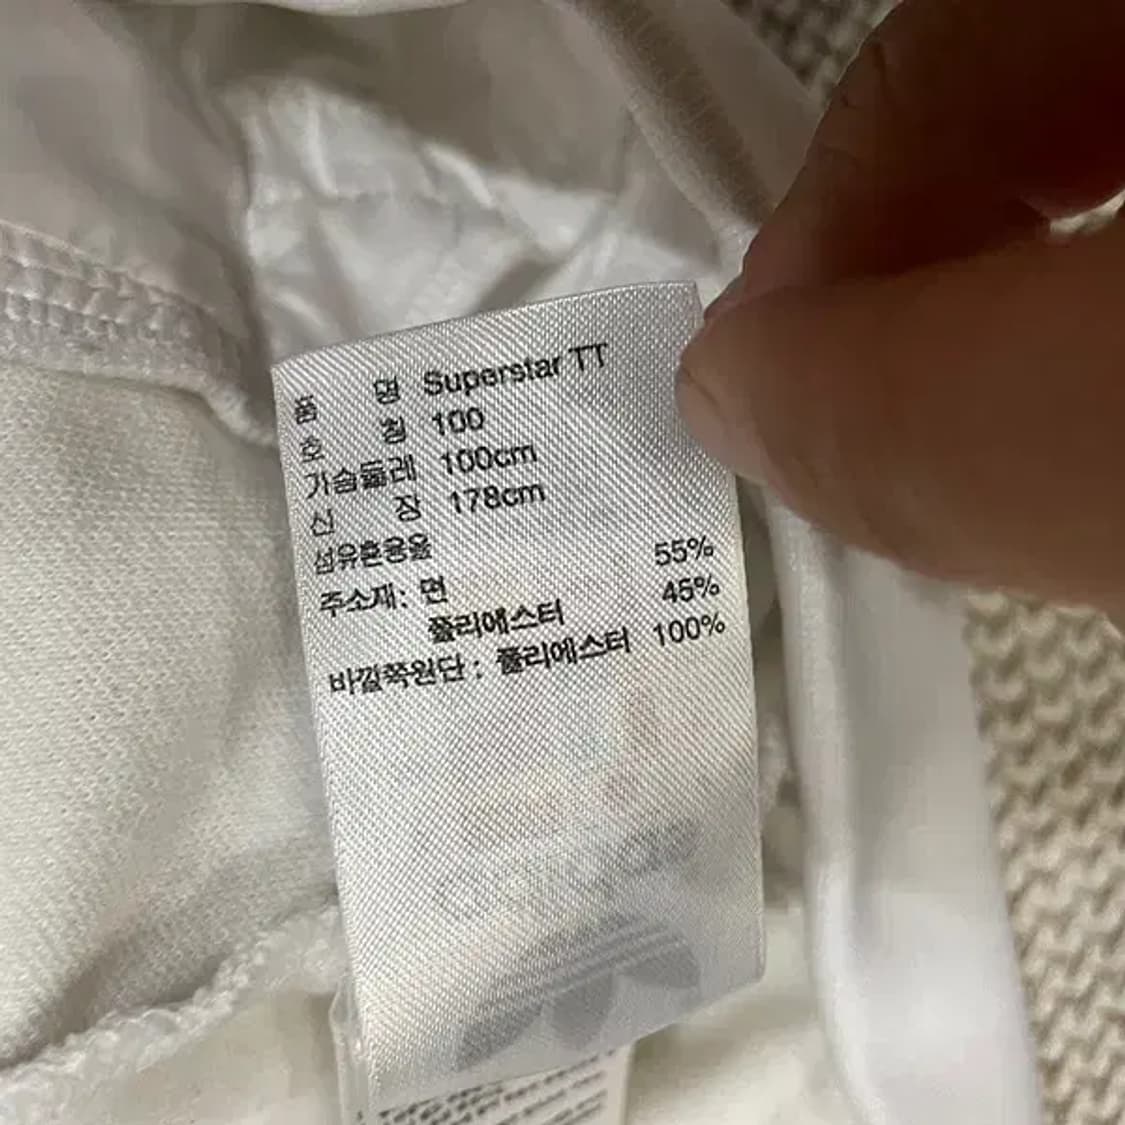 품 명 Superstar TT
호 칭 100
가슴둘레 100cm
신 장 178cm
섬유혼용율
주소재: 면 55%
폴리에스터 45%
바깥쪽원단 : 폴리에스터 100%